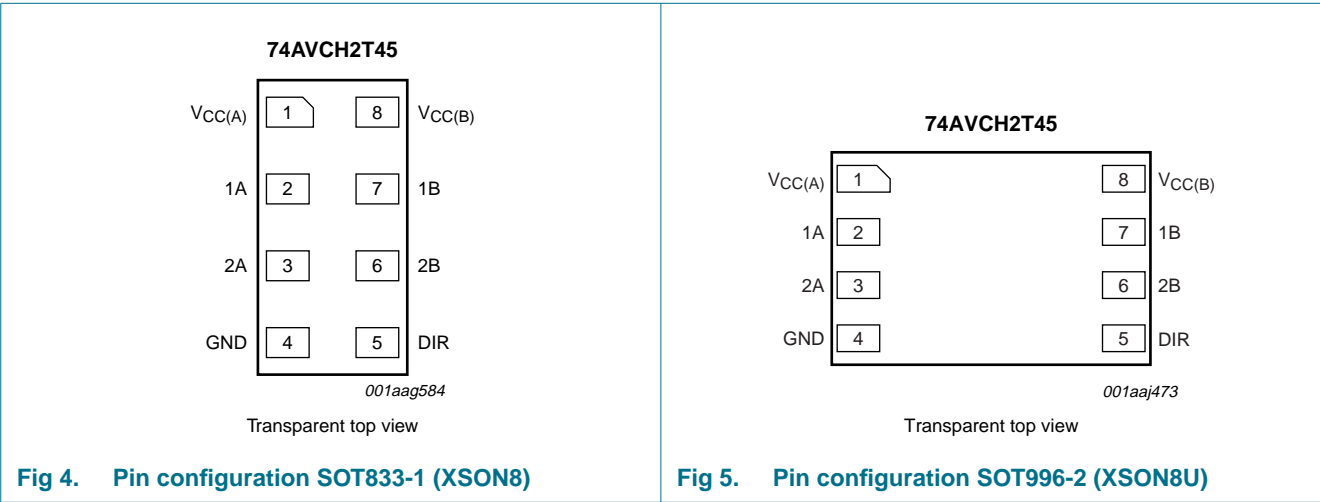 74AVCH2T45
VCC(A) 1 8 VCC(B)
1A 2 7 1B
2A 3 6 2B
GND 4 5 DIR
001aag584
Transparent top view
Fig 4. Pin configuration SOT833-1 (XSON8)
74AVCH2T45
VCC(A) 1 8 VCC(B)
1A 2 7 1B
2A 3 6 2B
GND 4 5 DIR
001aaj473
Transparent top view
Fig 5. Pin configuration SOT996-2 (XSON8U)